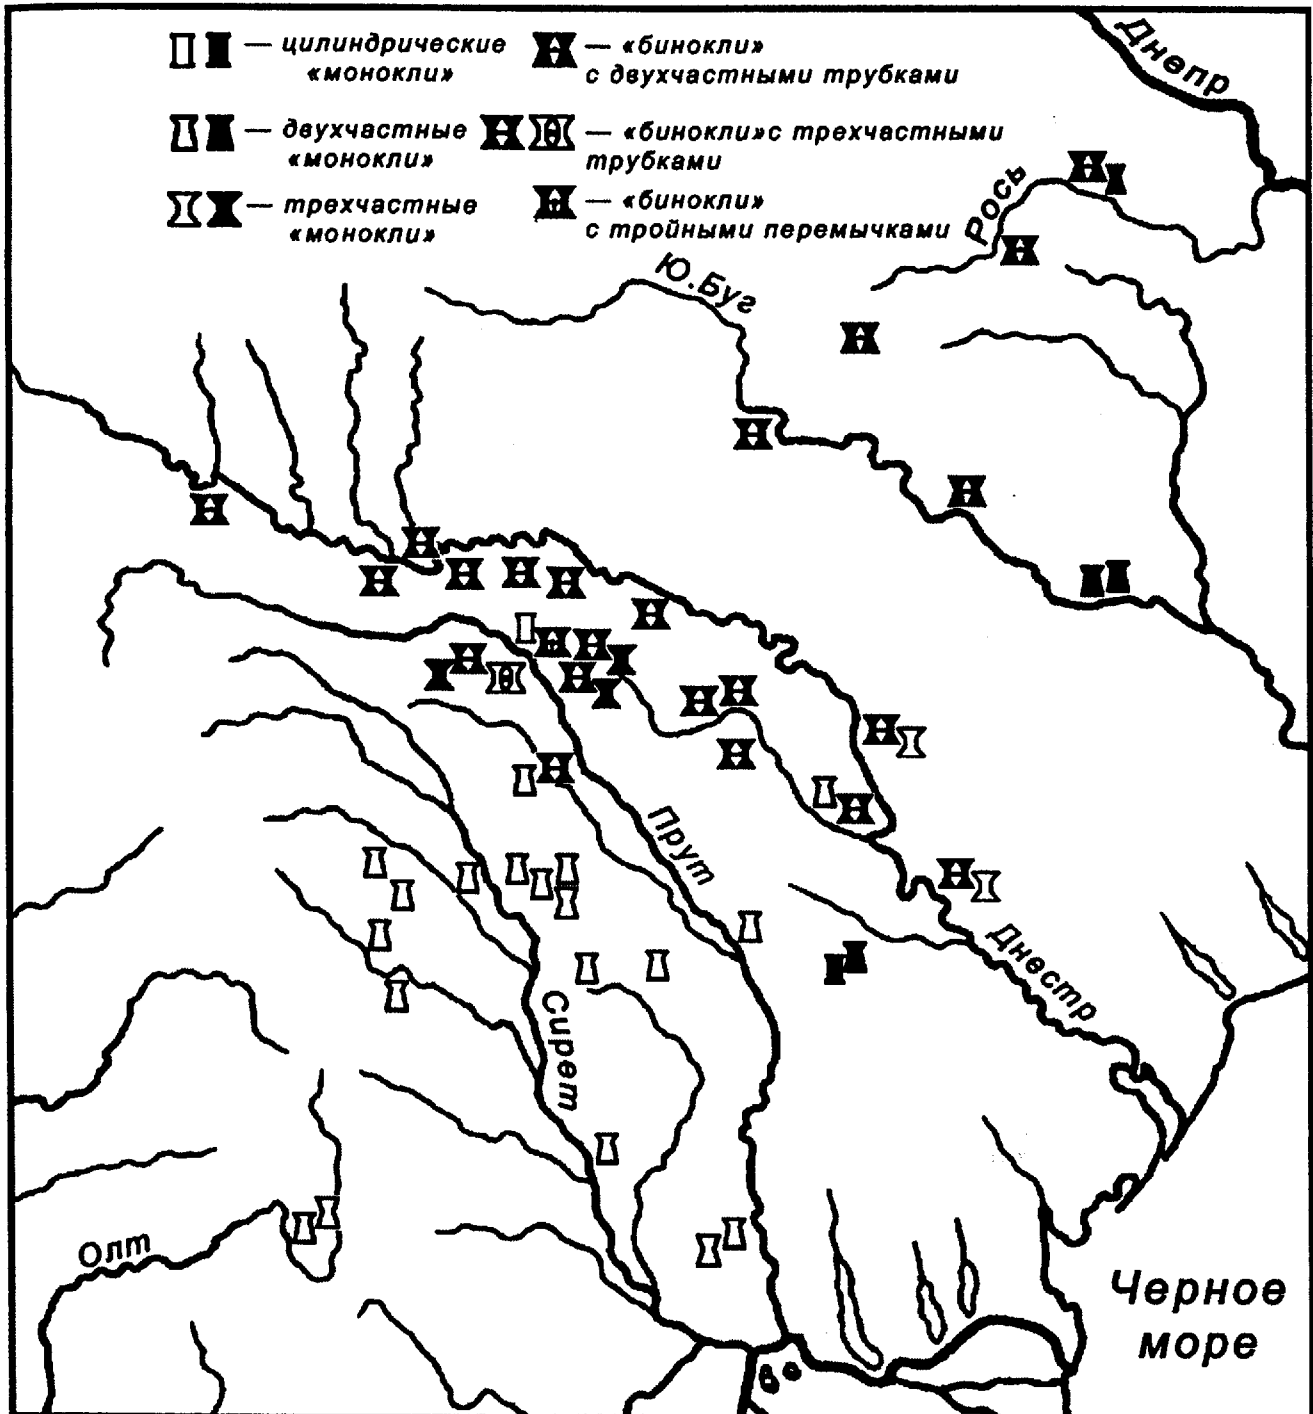 — цилиндрические
«монокли»
— «бинокли»
с двухчастными трубками
— двухчастные
«монокли»
— «бинокли»с трехчастными
трубками
— трехчастные
«монокли»
— «бинокли»
с тройными перемычками
Днепр
Рось
Ю.Буг
Прут
Днестр
Сирет
Олт
Черное
море